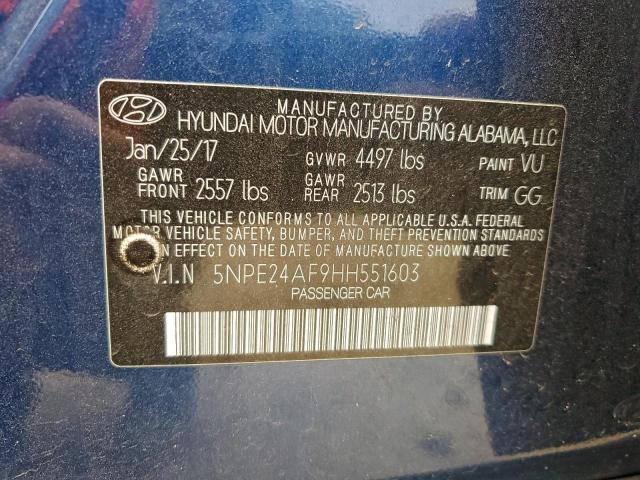 MANUFACTURED BY
HYUNDAI MOTOR MANUFACTURING ALABAMA, LLC
Jan/25/17 GVWR 4497 lbs PAINT VU
GAWR FRONT 2557 lbs GAWR REAR 2513 lbs TRIM GG
THIS VEHICLE CONFORMS TO ALL APPLICABLE U.S.A. FEDERAL
MOTOR VEHICLE SAFETY, BUMPER, AND THEFT PREVENTION STANDARDS
IN EFFECT ON THE DATE OF MANUFACTURE SHOWN ABOVE
V.I.N 5NPE24AF9HH551603
PASSENGER CAR